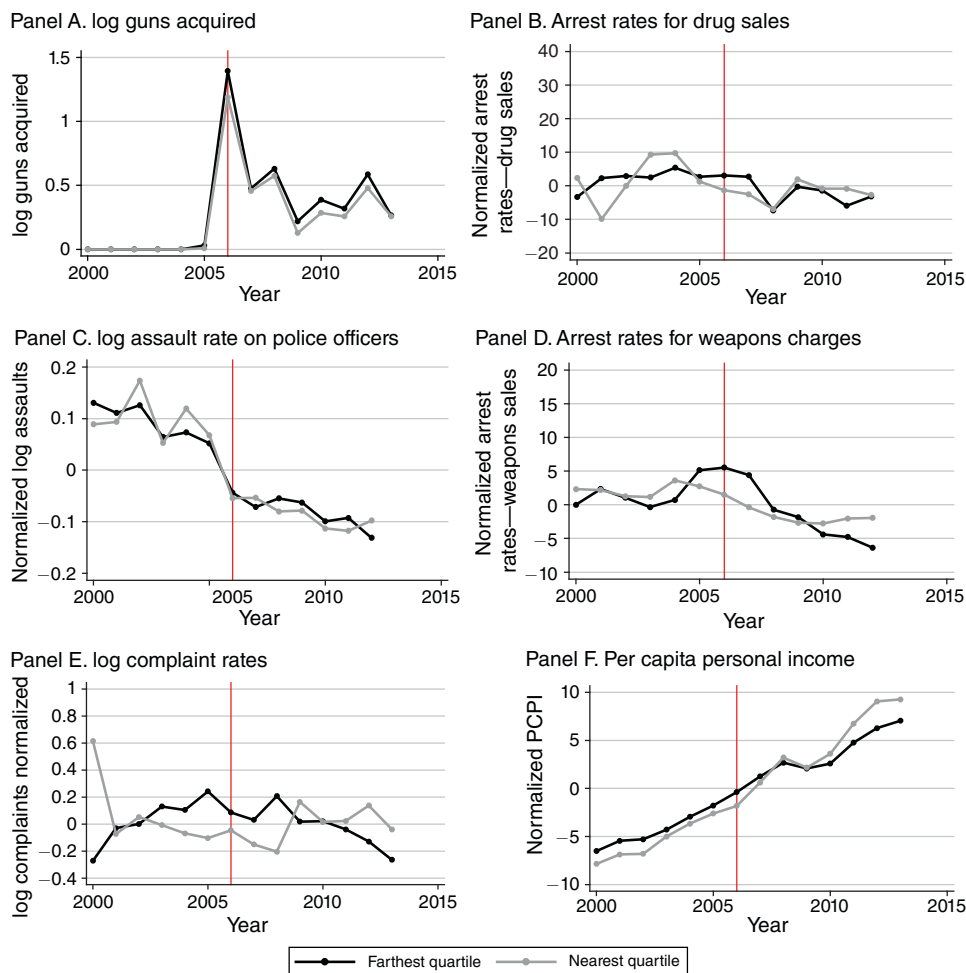 Panel A. log guns acquired
log guns acquired
1.5
1
0.5
0
2000 2005 2010 2015
Year
Panel B. Arrest rates for drug sales
Normalized arrest
rates—drug sales
40
30
20
10
0
−10
−20
2000 2005 2010 2015
Year
Panel C. log assault rate on police officers
Normalized log assaults
0.2
0.1
0
−0.1
−0.2
2000 2005 2010 2015
Year
Panel D. Arrest rates for weapons charges
Normalized arrest
rates—weapons sales
20
15
10
5
0
−5
−10
2000 2005 2010 2015
Year
Panel E. log complaint rates
log complaints normalized
1
0.8
0.6
0.4
0.2
0
−0.2
−0.4
2000 2005 2010 2015
Year
Panel F. Per capita personal income
Normalized PCPI
10
5
0
−5
−10
2000 2005 2010 2015
Year
Farthest quartile Nearest quartile